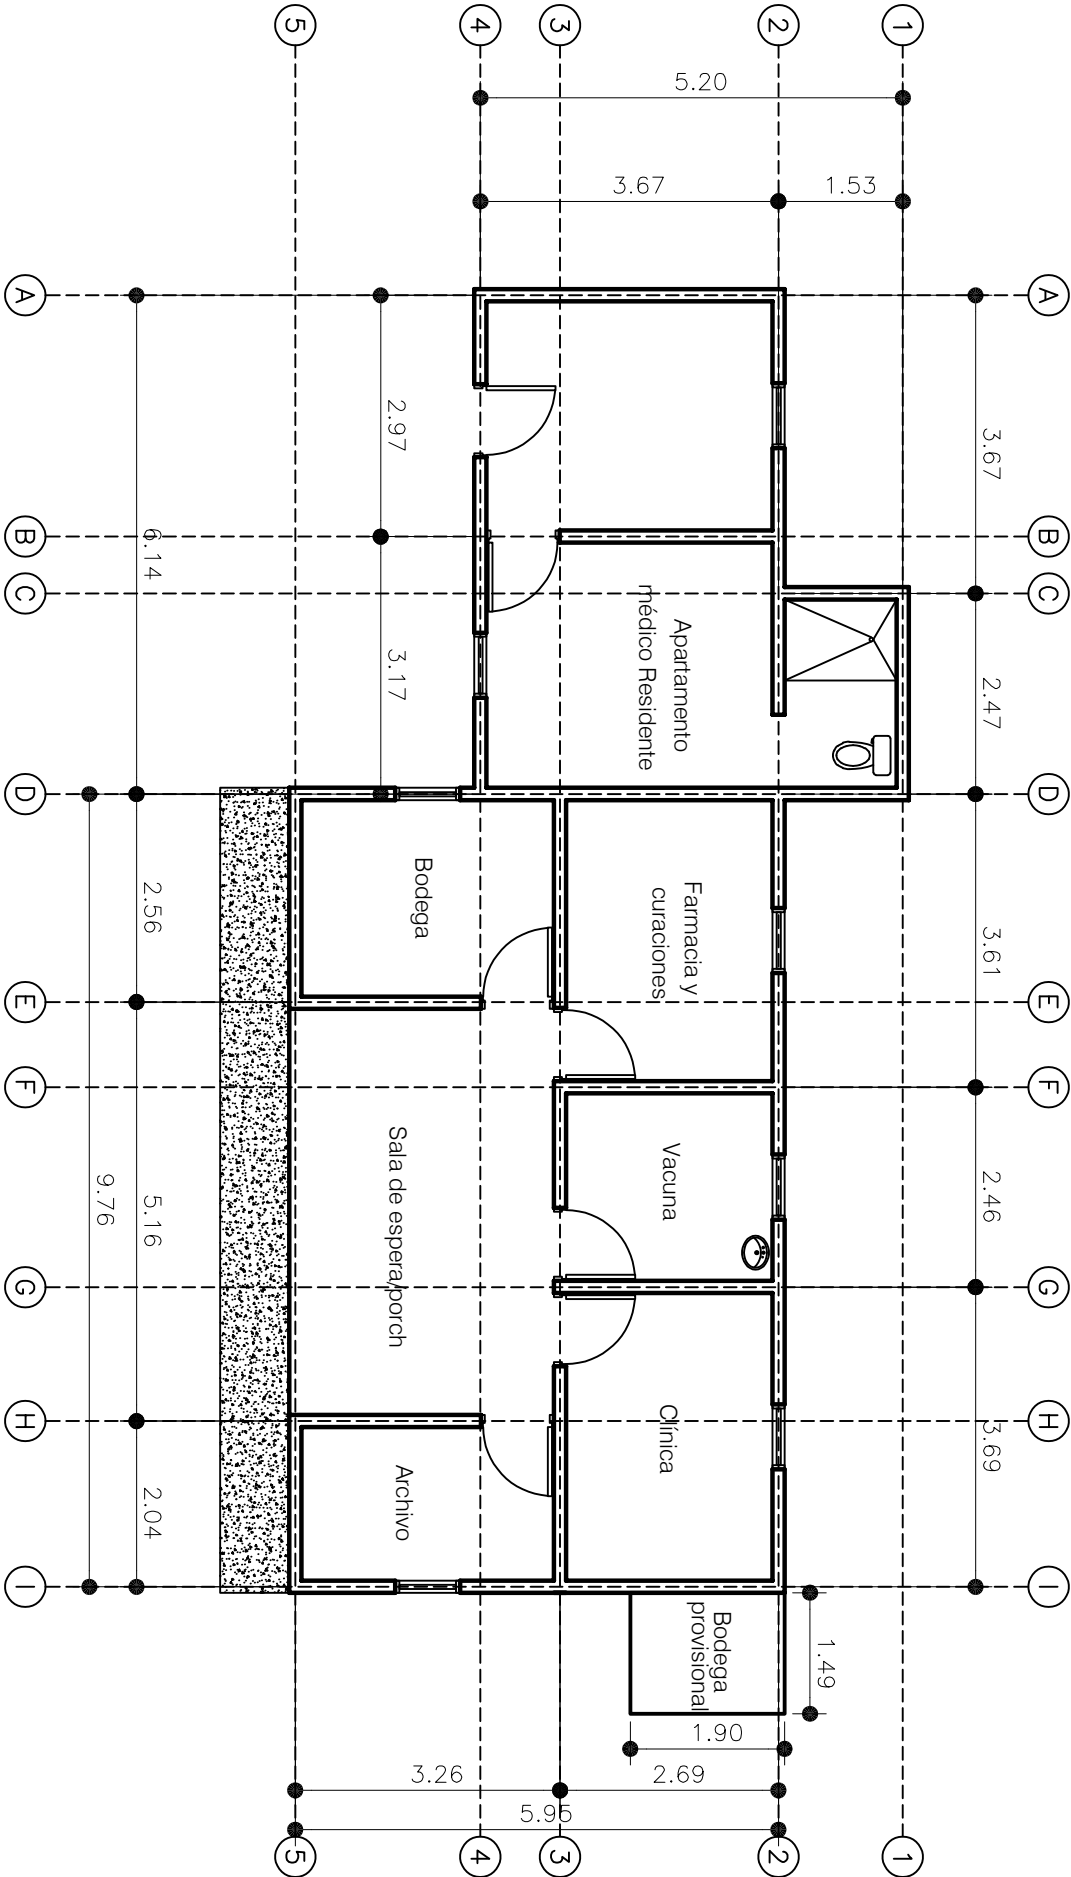 5
4
3
2
1
5.20
3.67
1.53
A
A
2.97
3.67
6.14
B
B
C
C
Apartamento
médico Residente
3.17
2.47
D
D
Bodega
Farmacia y
curaciones
2.56
3.61
E
E
F
F
Sala de espera/porch
Vacuna
9.76
5.16
2.46
G
G
Clínica
H
H
3.69
Archivo
2.04
I
I
Bodega
provisional
1.49
1.90
3.26
2.69
5.95
5
4
3
2
1